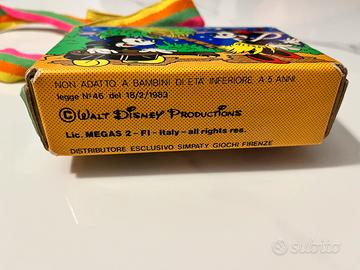 NON ADATTO A BAMBINI DI ETA' INFERIORE A 5 ANNI
legge N° 46 del 18/2/1983
© WALT DISNEY PRODUCTIONS
Lic. MEGAS 2 - FI - Italy - all rights res.
DISTRIBUTORE ESCLUSIVO SIMPATY GIOCHI FIRENZE
subito